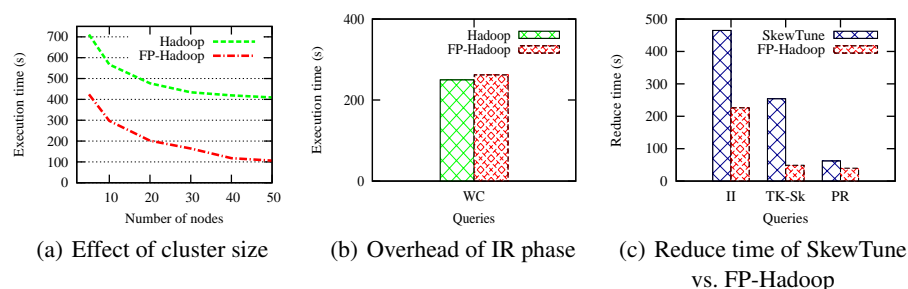 700
600
500
400
300
200
100
0
10 20 30 40 50
Execution time (s)
Number of nodes
Hadoop
FP-Hadoop
(a) Effect of cluster size
400
200
0
Execution time (s)
WC
Queries
Hadoop
FP-Hadoop
(b) Overhead of IR phase
500
400
300
200
100
0
Reduce time (s)
II TK-Sk PR
Queries
SkewTune
FP-Hadoop
(c) Reduce time of SkewTune
vs. FP-Hadoop